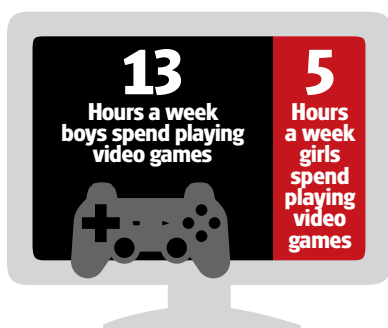 13
Hours a week
boys spend playing
video games
5
Hours
a week
girls
spend
playing
video
games